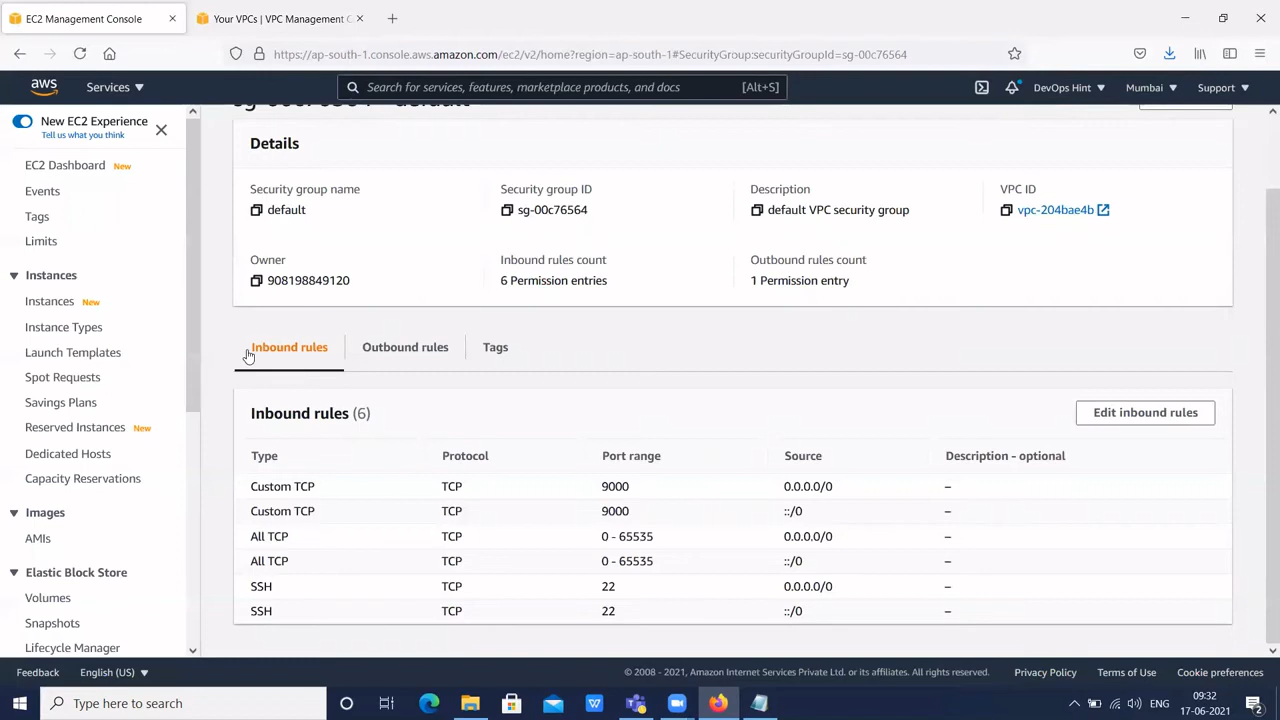 EC2 Management Console
Your VPCs | VPC Management C
https://ap-south-1.console.aws.amazon.com/ec2/v2/home?region=ap-south-1#SecurityGroup:securityGroupId=sg-00c76564
aws
Services
Search for services, features, marketplace products, and docs
[Alt+S]
DevOps Hint
Mumbai
Support
New EC2 Experience
Tell us what you think
EC2 Dashboard New
Events
Tags
Limits
Instances
Instances New
Instance Types
Launch Templates
Spot Requests
Savings Plans
Reserved Instances New
Dedicated Hosts
Capacity Reservations
Images
AMIs
Elastic Block Store
Volumes
Snapshots
Lifecycle Manager
Details
Security group name
default
Security group ID
sg-00c76564
Description
default VPC security group
VPC ID
vpc-204bae4b
Owner
908198849120
Inbound rules count
6 Permission entries
Outbound rules count
1 Permission entry
Inbound rules
Outbound rules
Tags
Inbound rules (6)
Edit inbound rules
Type Protocol Port range Source Description - optional
Custom TCP TCP 9000 0.0.0.0/0 –
Custom TCP TCP 9000 ::/0 –
All TCP TCP 0 - 65535 0.0.0.0/0 –
All TCP TCP 0 - 65535 ::/0 –
SSH TCP 22 0.0.0.0/0 –
SSH TCP 22 ::/0 –
Feedback
English (US)
© 2008 - 2021, Amazon Internet Services Private Ltd. or its affiliates. All rights reserved.
Privacy Policy
Terms of Use
Cookie preferences
Type here to search
ENG
09:32
17-06-2021
2